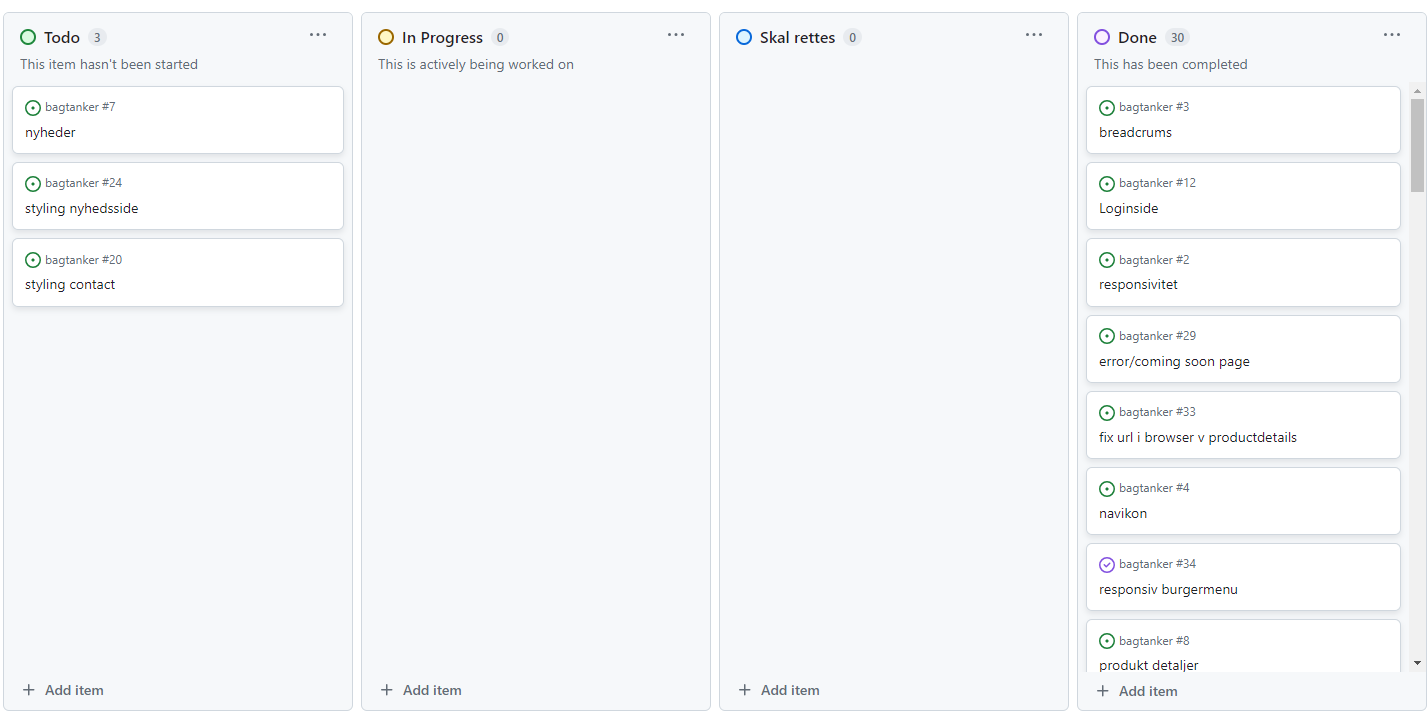 Todo 3
This item hasn't been started
bagtanker #7
nyheder
bagtanker #24
styling nyhedsside
bagtanker #20
styling contact
Add item
In Progress 0
This is actively being worked on
Add item
Skal rettes 0
Add item
Done 30
This has been completed
bagtanker #3
breadcrums
bagtanker #12
Loginside
bagtanker #2
responsivitet
bagtanker #29
error/coming soon page
bagtanker #33
fix url i browser v productdetails
bagtanker #4
navikon
bagtanker #34
responsiv burgermenu
bagtanker #8
produkt detaljer
Add item